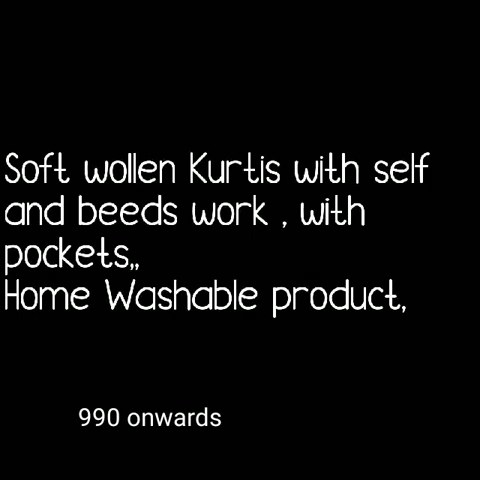 Soft wollen Kurtis with self
and beeds work , with
pockets,,
Home Washable product,
990 onwards